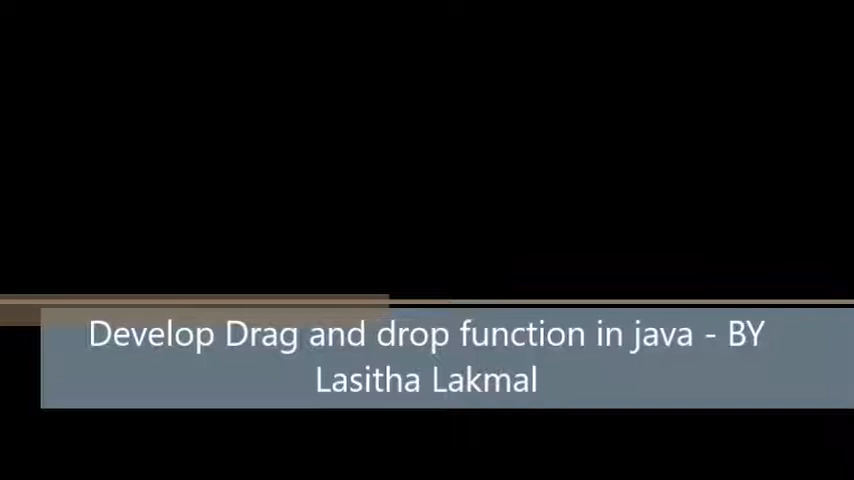 Develop Drag and drop function in java - BY
Lasitha Lakmal